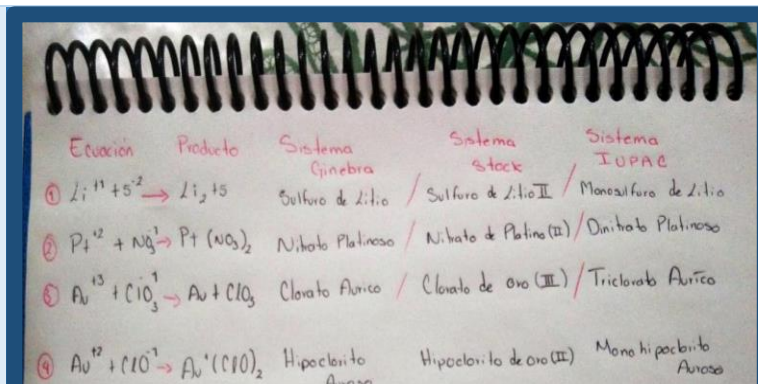 Ecuación Producto Sistema Ginebra Sistema Stock Sistema IUPAC
① Li⁺¹ + S⁻² → Li₂+S Sulfuro de Litio / Sulfuro de Litio II / Monosulfuro de Litio
② Pt⁺² + NO₃⁻¹ → Pt (NO₃)₂ Nitrato Platinoso / Nitrato de Platino (II) / Dinitrato Platinoso
③ Au⁺³ + ClO₃⁻¹ → Au + ClO₃ Clorato Aurico / Clorato de oro (III) / Triclorato Aurico
④ Au⁺² + ClO⁻¹ → Au⁺(ClO)₂ Hipoclorito Auroso Hipoclorito de oro (II) Mono hipoclorito Auroso